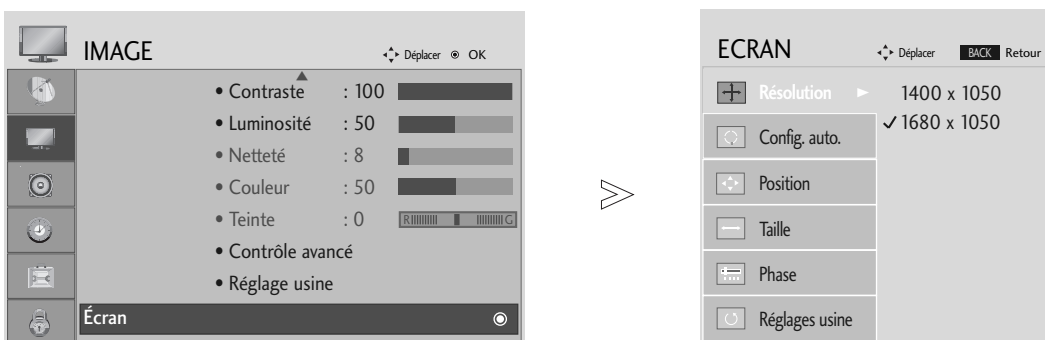 IMAGE
Déplacer OK
• Contraste : 100
• Luminosité : 50
• Netteté : 8
• Couleur : 50
• Teinte : 0 R G
• Contrôle avancé
• Réglage usine
Écran
ECRAN
Déplacer BACK Retour
Résolution 1400 x 1050
✓ 1680 x 1050
Config. auto.
Position
Taille
Phase
Réglages usine